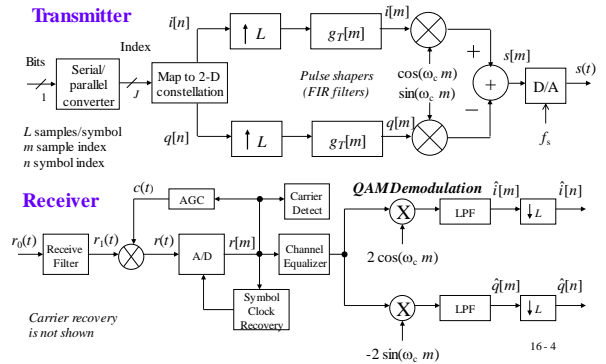 Transmitter
i[n]
i[m]
Bits
Index
↑ L
g_T[m]
s[m]
s(t)
1
Serial/
parallel
converter
J
Map to 2-D
constellation
Pulse shapers
(FIR filters)
cos(ω_c m)
sin(ω_c m)
+
+
−
D/A
L samples/symbol
m sample index
n symbol index
q[n]
↑ L
g_T[m]
q[m]
f_s
Receiver
c(t)
AGC
Carrier
Detect
QAM Demodulation
î[m]
î[n]
X
LPF
↓ L
r_0(t)
Receive
Filter
r_1(t)
r(t)
A/D
r[m]
Channel
Equalizer
2 cos(ω_c m)
Symbol
Clock
Recovery
q̂[m]
q̂[n]
X
LPF
↓ L
Carrier recovery
is not shown
-2 sin(ω_c m)
16 - 4